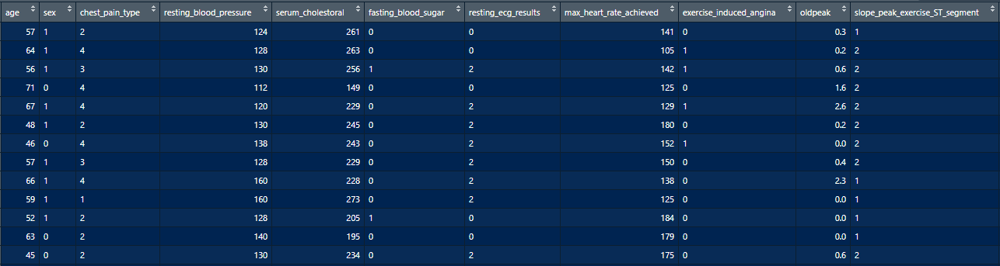 age sex chest_pain_type resting_blood_pressure serum_cholestoral fasting_blood_sugar resting_ecg_results max_heart_rate_achieved exercise_induced_angina oldpeak slope_peak_exercise_ST_segment
57 1 2 124 261 0 0 141 0 0.3 1
64 1 4 128 263 0 0 105 1 0.2 2
56 1 3 130 256 1 2 142 1 0.6 2
71 0 4 112 149 0 0 125 0 1.6 2
67 1 4 120 229 0 2 129 1 2.6 2
48 1 2 130 245 0 2 180 0 0.2 2
46 0 4 138 243 0 2 152 1 0.0 2
57 1 3 128 229 0 2 150 0 0.4 2
66 1 4 160 228 0 2 138 0 2.3 1
59 1 1 160 273 0 2 125 0 0.0 1
52 1 2 128 205 1 0 184 0 0.0 1
63 0 2 140 195 0 0 179 0 0.0 1
45 0 2 130 234 0 2 175 0 0.6 2